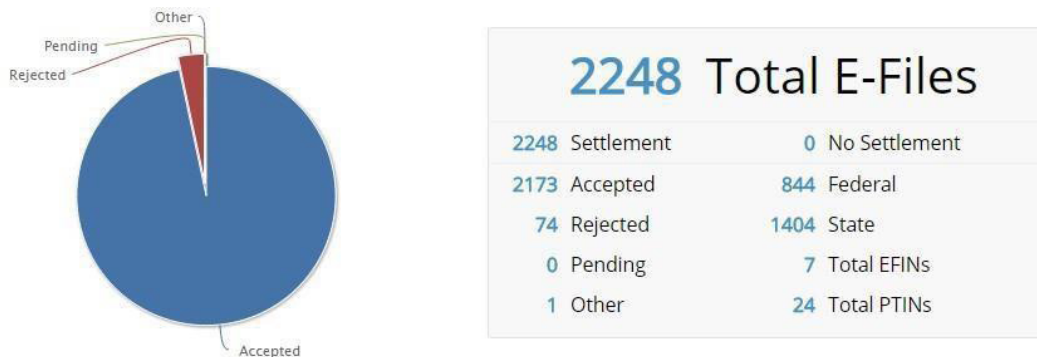 Other
Pending
Rejected
Accepted
2248 Total E-Files
2248 Settlement 0 No Settlement
2173 Accepted 844 Federal
74 Rejected 1404 State
0 Pending 7 Total EFINs
1 Other 24 Total PTINs